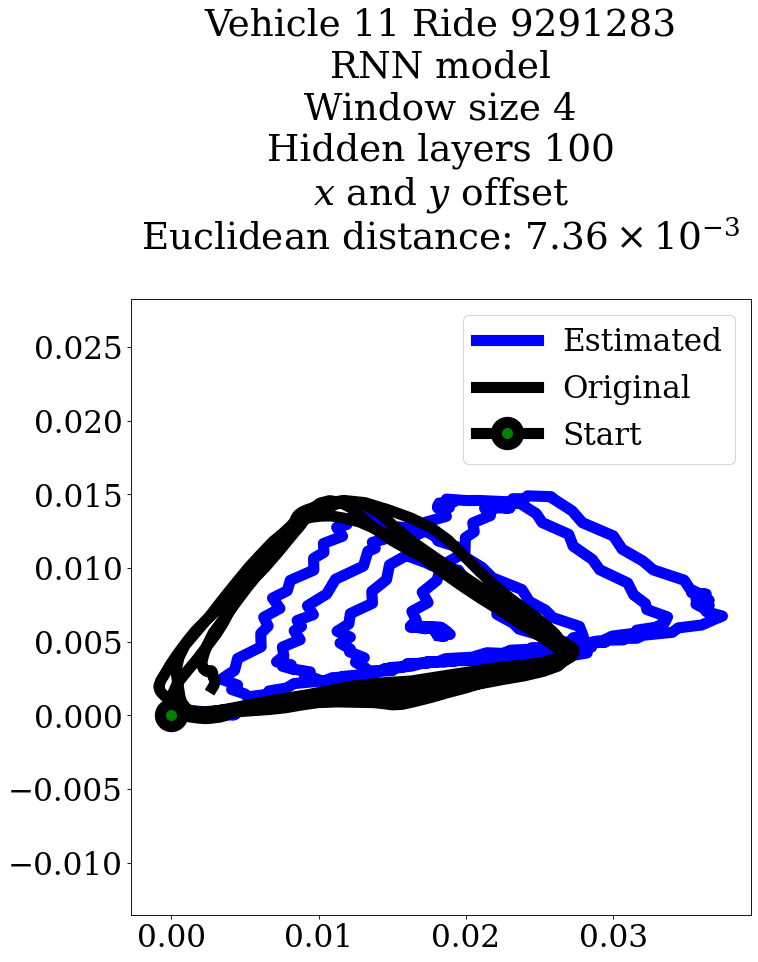 Vehicle 11 Ride 9291283
RNN model
Window size 4
Hidden layers 100
x and y offset
Euclidean distance: 7.36 × 10⁻³
Estimated
Original
Start
0.025
0.020
0.015
0.010
0.005
0.000
−0.005
−0.010
0.00 0.01 0.02 0.03